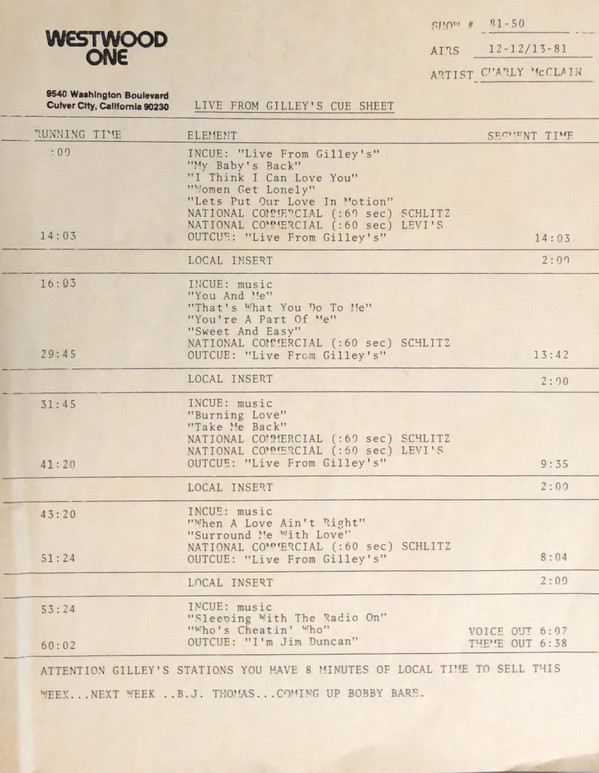 WESTWOOD
ONE
9540 Washington Boulevard
Culver City, California 90230
SHOW # 81-50
AIRS 12-12/13-81
ARTIST CHARLY McCLAIN
LIVE FROM GILLEY'S CUE SHEET
RUNNING TIME ELEMENT SEGMENT TIME
:00 INCUE: "Live From Gilley's"
"My Baby's Back"
"I Think I Can Love You"
"Women Get Lonely"
"Lets Put Our Love In Motion"
NATIONAL COMMERCIAL (:60 sec) SCHLITZ
NATIONAL COMMERCIAL (:60 sec) LEVI'S
14:03 OUTCUE: "Live From Gilley's" 14:03
LOCAL INSERT 2:00
16:03 INCUE: music
"You And Me"
"That's What You Do To Me"
"You're A Part Of Me"
"Sweet And Easy"
NATIONAL COMMERCIAL (:60 sec) SCHLITZ
29:45 OUTCUE: "Live From Gilley's" 13:42
LOCAL INSERT 2:00
31:45 INCUE: music
"Burning Love"
"Take Me Back"
NATIONAL COMMERCIAL (:60 sec) SCHLITZ
NATIONAL COMMERCIAL (:60 sec) LEVI'S
41:20 OUTCUE: "Live From Gilley's" 9:35
LOCAL INSERT 2:00
43:20 INCUE: music
"When A Love Ain't Right"
"Surround Me With Love"
NATIONAL COMMERCIAL (:60 sec) SCHLITZ
51:24 OUTCUE: "Live From Gilley's" 8:04
LOCAL INSERT 2:00
53:24 INCUE: music
"Sleeping With The Radio On"
"Who's Cheatin' Who" VOICE OUT 6:07
60:02 OUTCUE: "I'm Jim Duncan" THEME OUT 6:38
ATTENTION GILLEY'S STATIONS YOU HAVE 8 MINUTES OF LOCAL TIME TO SELL THIS
WEEK...NEXT WEEK ..B.J. THOMAS...COMING UP BOBBY BARE.